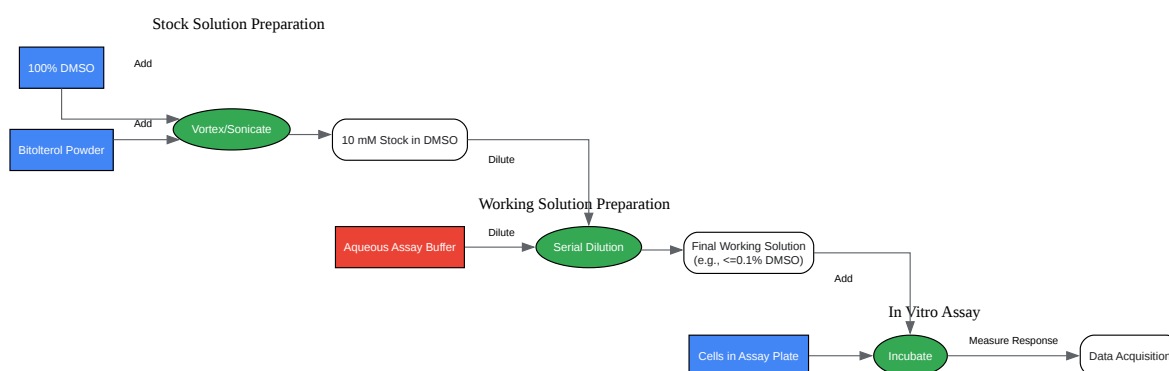 Stock Solution Preparation
100% DMSO
Add
Add
Vortex/Sonicate
Bitolterol Powder
10 mM Stock in DMSO
Dilute
Working Solution Preparation
Dilute
Aqueous Assay Buffer
Serial Dilution
Final Working Solution
(e.g., <=0.1% DMSO)
Add
In Vitro Assay
Measure Response
Cells in Assay Plate
Incubate
Data Acquisition